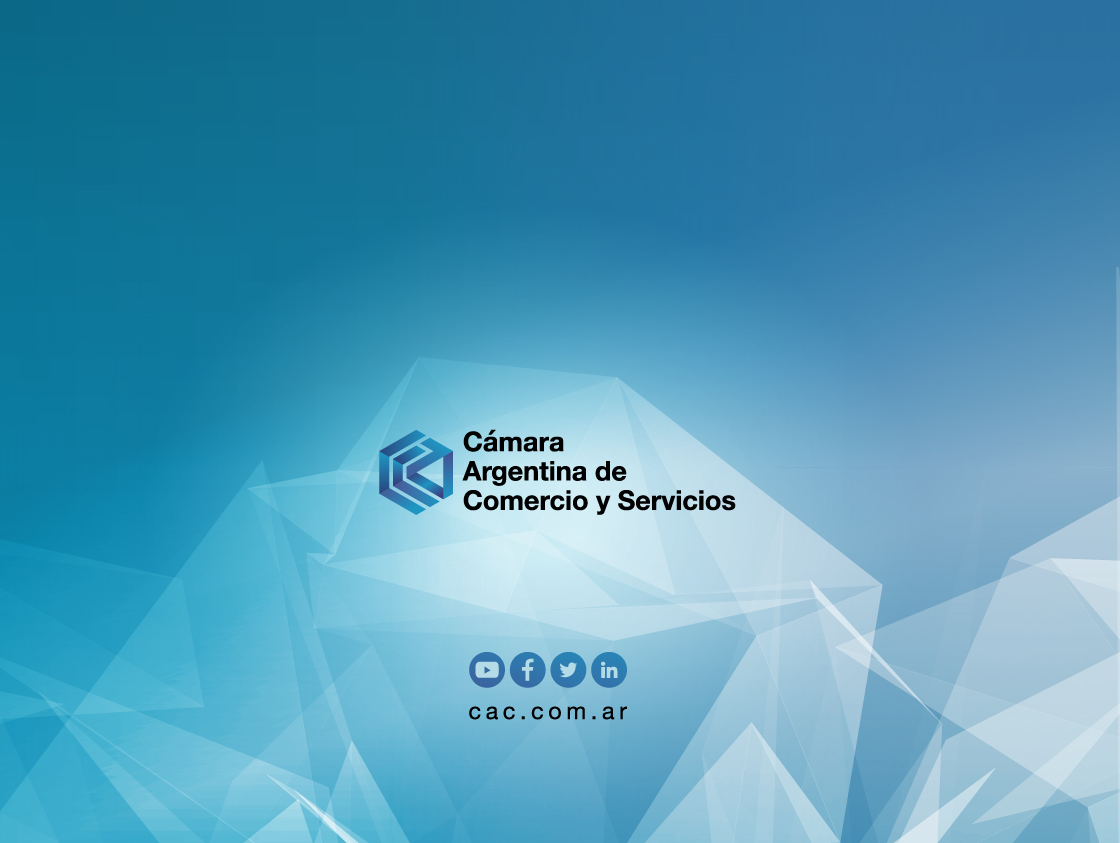 Cámara
Argentina de
Comercio y Servicios
cac.com.ar